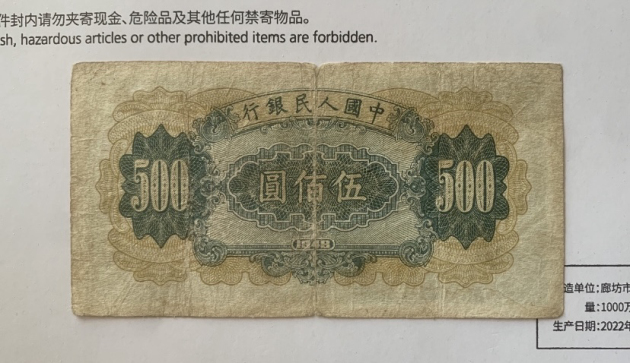 件封内请勿夹寄现金、危险品及其他任何禁寄物品。
sh, hazardous articles or other prohibited items are forbidden.
中國人民銀行
500
伍佰圓
500
1949
造单位:廊坊市
量:1000万
生产日期:2022年